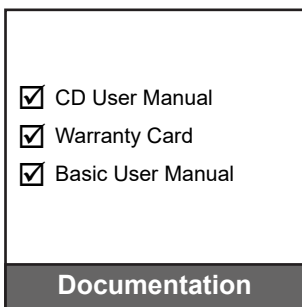 CD User Manual
Warranty Card
Basic User Manual
Documentation